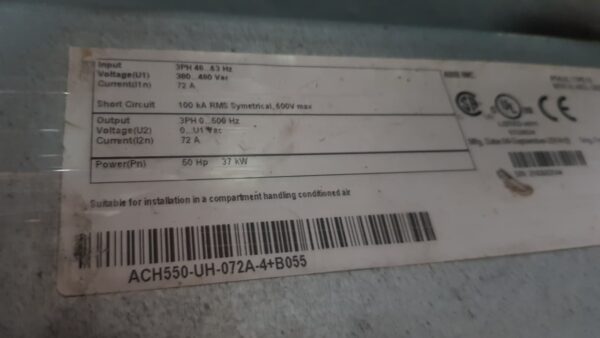 Input 3PH 48...63 Hz
Voltage(U1) 380...480 Vac
Current(I1n) 72 A
Short Circuit 100 kA RMS Symetrical, 600V max
Output 3PH 0...500 Hz
Voltage(U2) 0...U1 Vac
Current(I2n) 72 A
Power(Pn) 50 Hp 37 kW
Suitable for installation in a compartment handling conditioned air
ACH550-UH-072A-4+B055